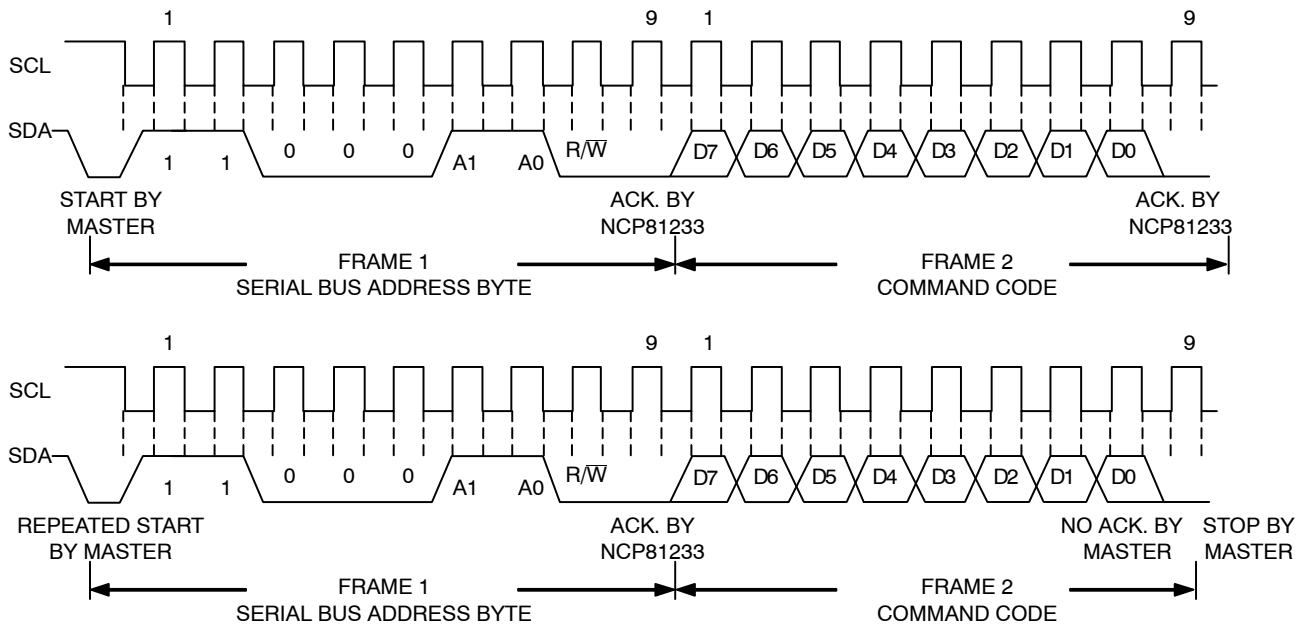 1 9 1 9
SCL
SDA
1 1 0 0 0 A1 A0 R/W̅ D7 D6 D5 D4 D3 D2 D1 D0
START BY MASTER
ACK. BY NCP81233
ACK. BY NCP81233
FRAME 1
SERIAL BUS ADDRESS BYTE
FRAME 2
COMMAND CODE
1 9 1 9
SCL
SDA
1 1 0 0 0 A1 A0 R/W̅ D7 D6 D5 D4 D3 D2 D1 D0
REPEATED START
BY MASTER
ACK. BY
NCP81233
NO ACK. BY
MASTER
STOP BY
MASTER
FRAME 1
SERIAL BUS ADDRESS BYTE
FRAME 2
COMMAND CODE